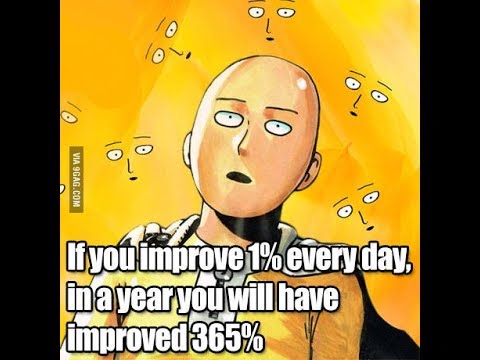 VIA 9GAG.COM
If you improve 1% every day,
in a year you will have
improved 365%